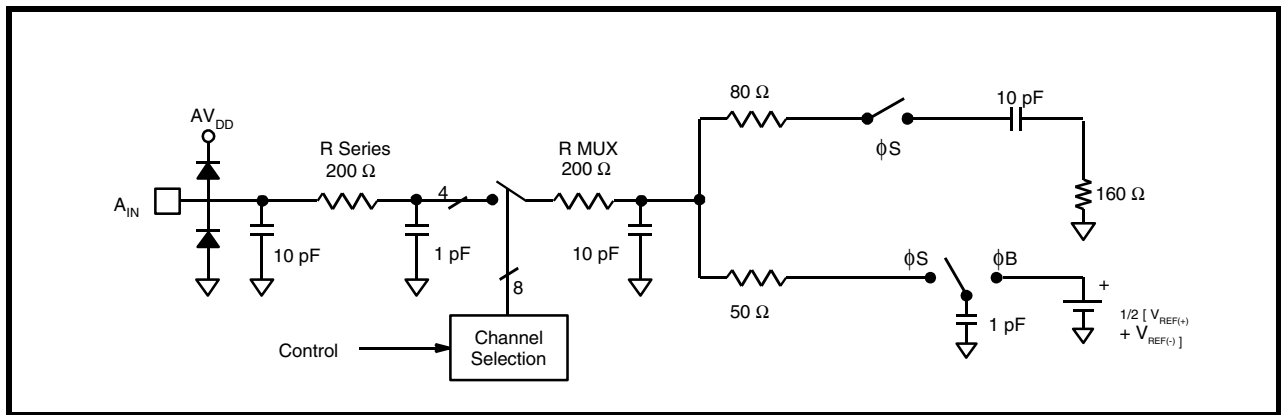 AVDD
AIN
10 pF
R Series
200 Ω
1 pF
4
8
Control
Channel
Selection
R MUX
200 Ω
10 pF
80 Ω
ϕS
10 pF
160 Ω
50 Ω
ϕS
ϕB
1 pF
+
1/2 [ VREF(+)
+ VREF(-) ]